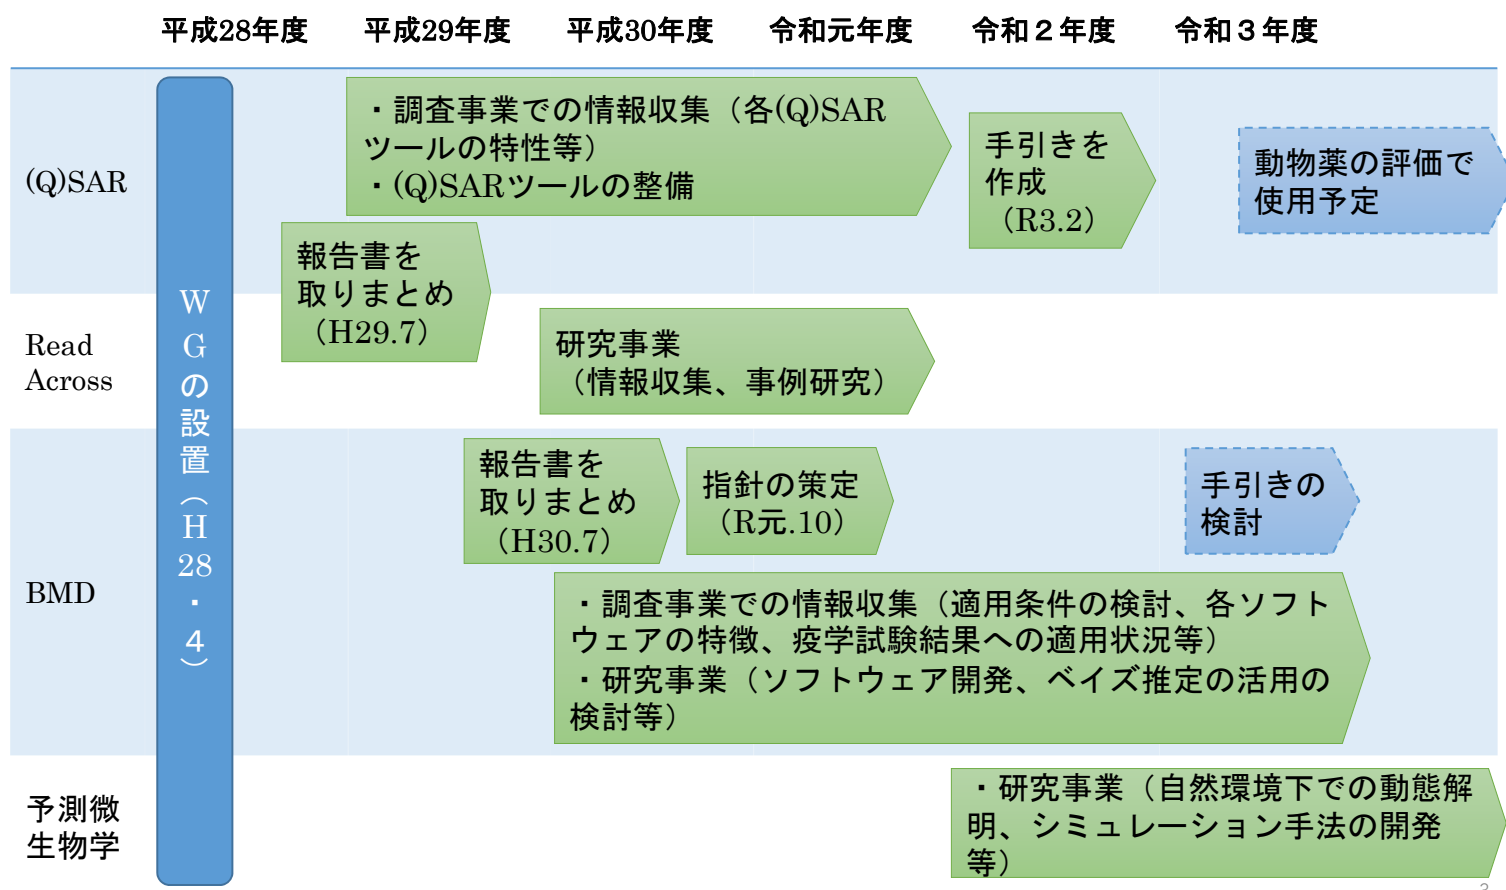 平成28年度 平成29年度 平成30年度 令和元年度 令和２年度 令和３年度
WGの設置（H28・４）
(Q)SAR
・調査事業での情報収集（各(Q)SAR
ツールの特性等）
・(Q)SARツールの整備
手引きを
作成
（R3.2）
動物薬の評価で
使用予定
報告書を
取りまとめ
（H29.7）
Read
Across
研究事業
（情報収集、事例研究）
BMD
報告書を
取りまとめ
（H30.7）
指針の策定
（R元.10）
手引きの
検討
・調査事業での情報収集（適用条件の検討、各ソフト
ウェアの特徴、疫学試験結果への適用状況等）
・研究事業（ソフトウェア開発、ベイズ推定の活用の
検討等）
予測微
生物学
・研究事業（自然環境下での動態解
明、シミュレーション手法の開発
等）
3